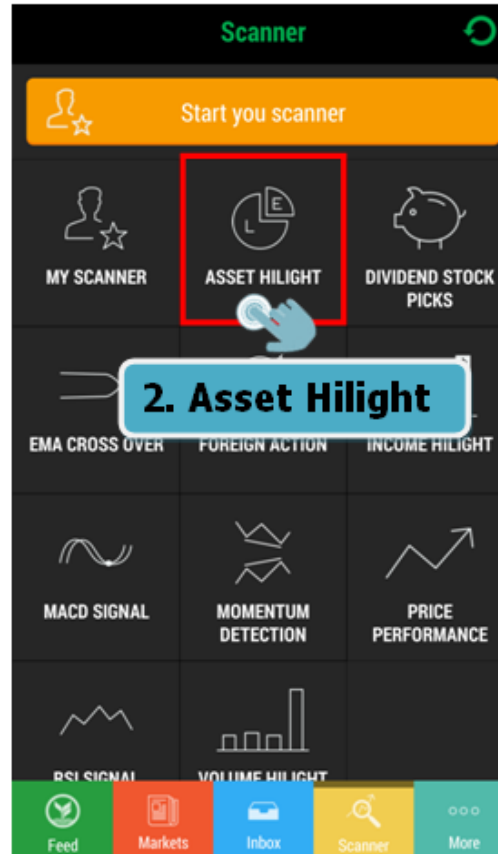 Scanner
Start you scanner
MY SCANNER
L E
ASSET HILIGHT
DIVIDEND STOCK
PICKS
2. Asset Hilight
EMA CROSS OVER
FOREIGN ACTION
INCOME HILIGHT
MACD SIGNAL
MOMENTUM
DETECTION
PRICE
PERFORMANCE
RSI SIGNAL
VOLUME HILIGHT
Feed
Markets
Inbox
Scanner
More